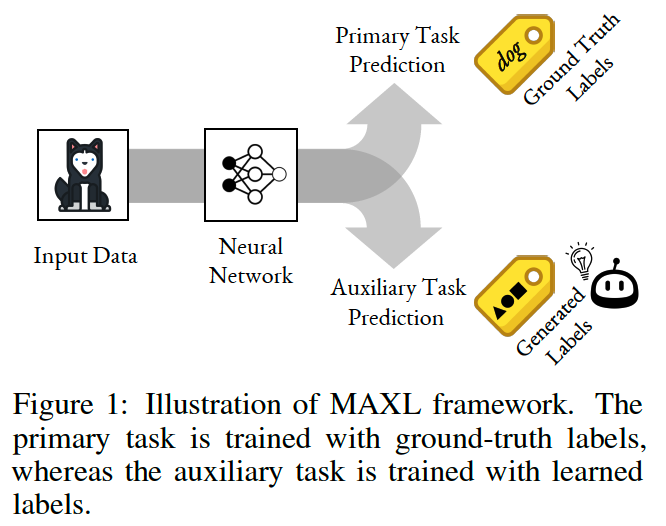 Primary Task
Prediction
dog
Ground Truth
Labels
Input Data
Neural
Network
Auxiliary Task
Prediction
Generated
Labels
Figure 1: Illustration of MAXL framework. The
primary task is trained with ground-truth labels,
whereas the auxiliary task is trained with learned
labels.